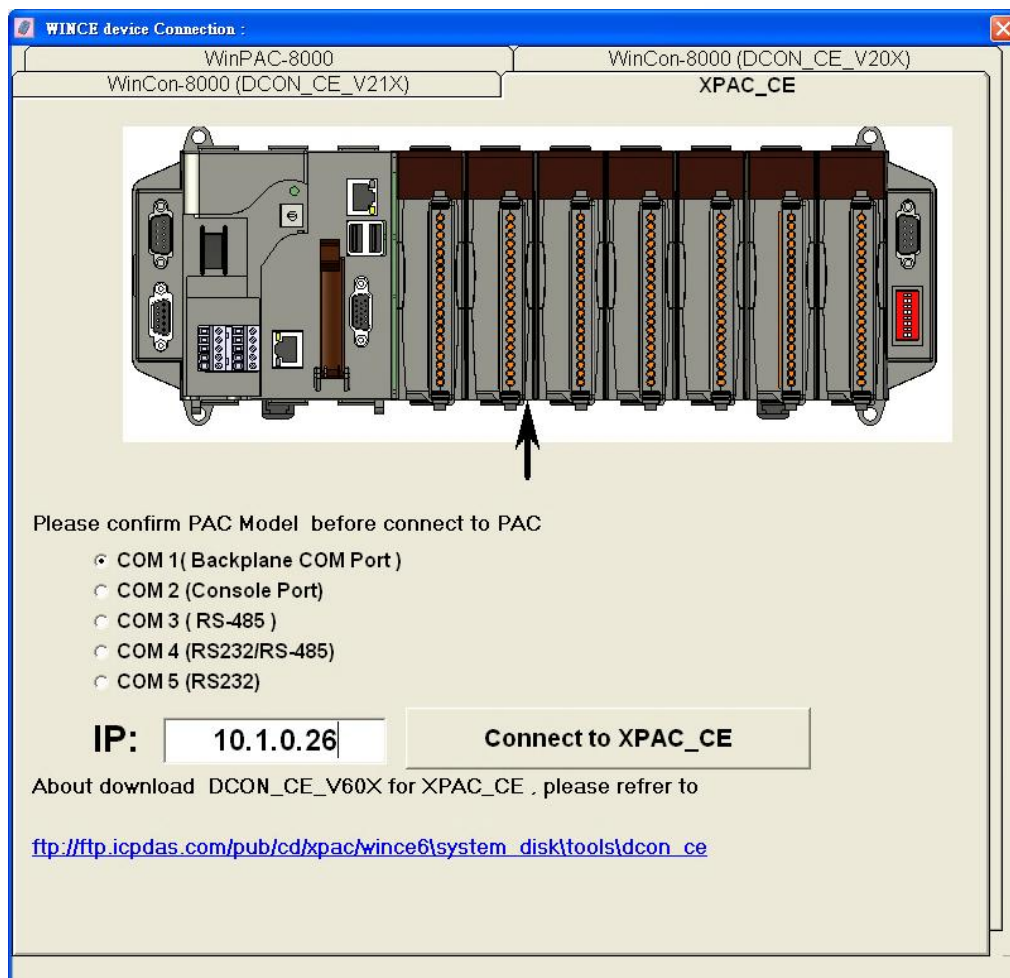 WINCE device Connection :
WinPAC-8000
WinCon-8000 (DCON_CE_V20X)
WinCon-8000 (DCON_CE_V21X)
XPAC_CE
Please confirm PAC Model before connect to PAC
COM 1( Backplane COM Port )
COM 2 (Console Port)
COM 3 ( RS-485 )
COM 4 (RS232/RS-485)
COM 5 (RS232)
IP: 10.1.0.26 Connect to XPAC_CE
About download DCON_CE_V60X for XPAC_CE , please refrer to
ftp://ftp.icpdas.com/pub/cd/xpac/wince6\system_disk\tools\dcon_ce